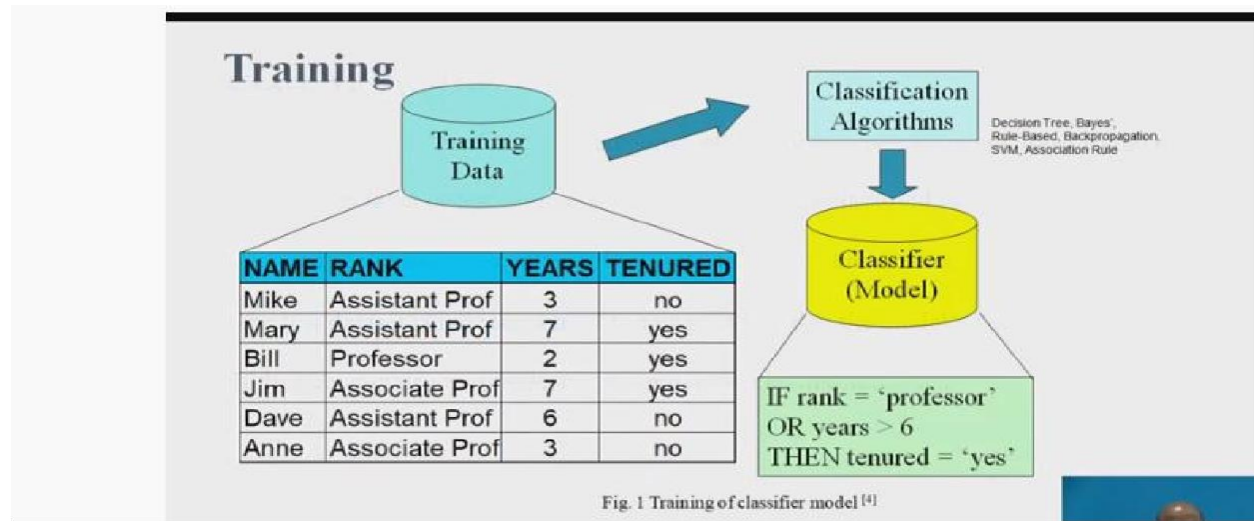 Training
Training
Data
Classification
Algorithms
Decision Tree, Bayes',
Rule-Based, Backpropagation,
SVM, Association Rule
NAME RANK YEARS TENURED
Mike Assistant Prof 3 no
Mary Assistant Prof 7 yes
Bill Professor 2 yes
Jim Associate Prof 7 yes
Dave Assistant Prof 6 no
Anne Associate Prof 3 no
Classifier
(Model)
IF rank = ‘professor’
OR years > 6
THEN tenured = ‘yes’
Fig. 1 Training of classifier model [4]